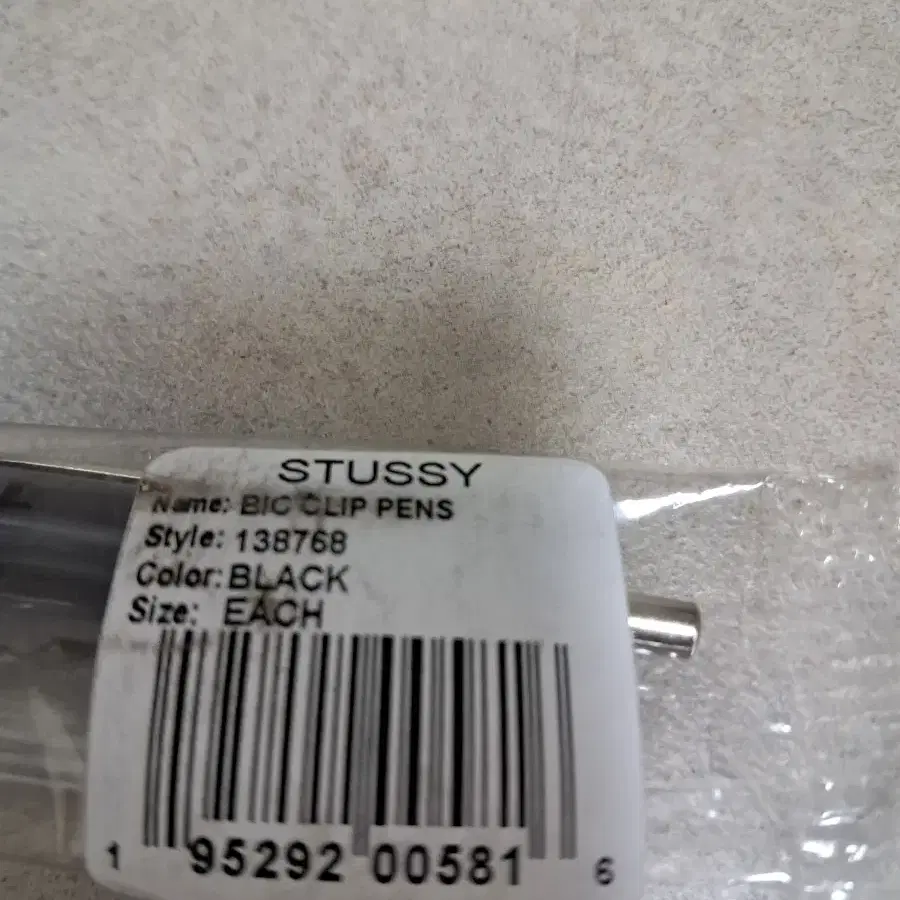 STUSSY
Name: BIC CLIP PENS
Style: 138768
Color: BLACK
Size: EACH
1 95292 00581 6